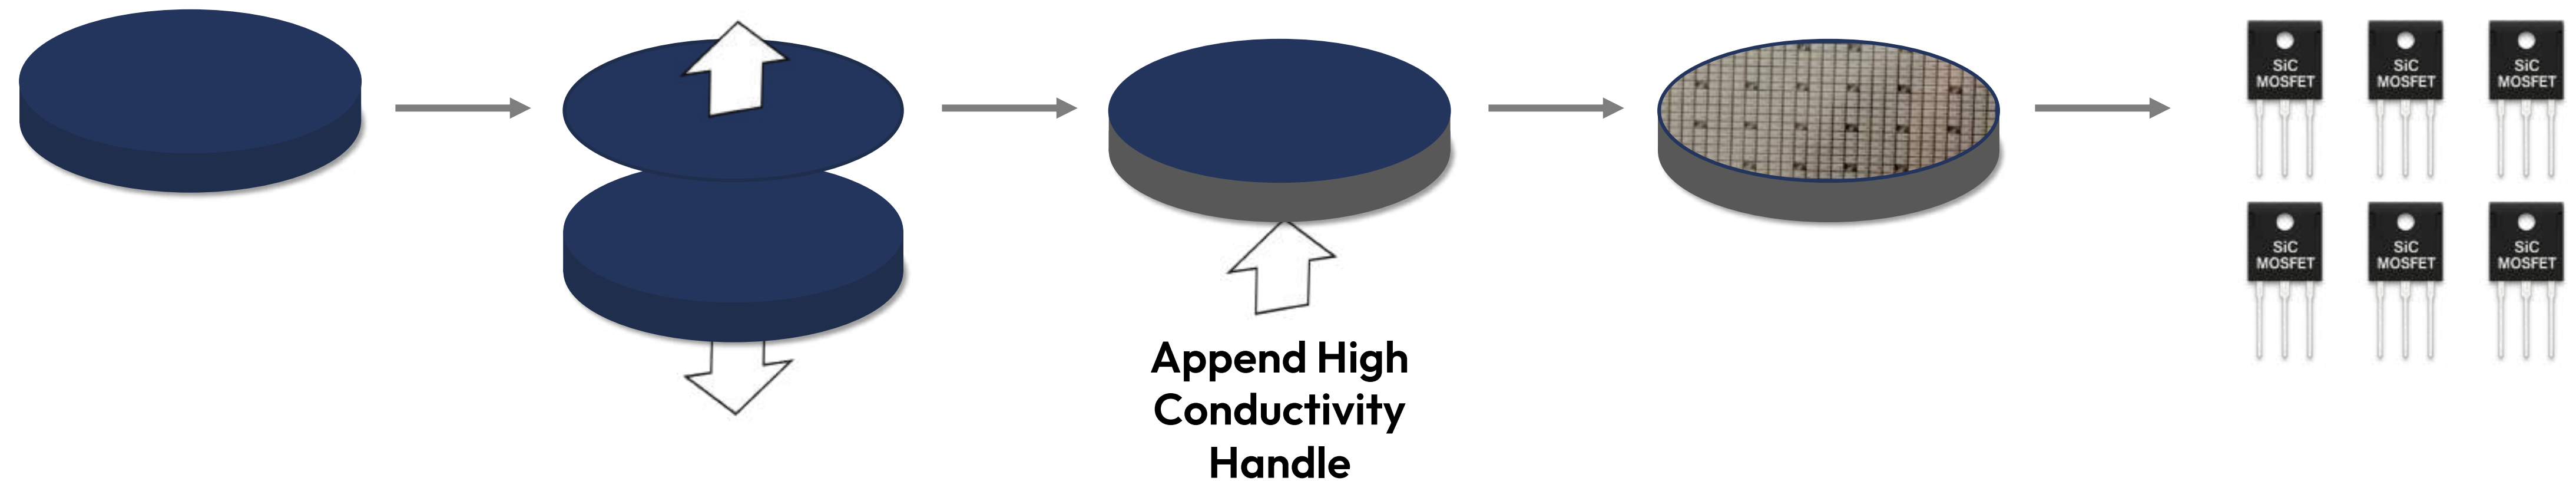 SiC
MOSFET
SiC
MOSFET
SiC
MOSFET
SiC
MOSFET
SiC
MOSFET
SiC
MOSFET
Append High
Conductivity
Handle